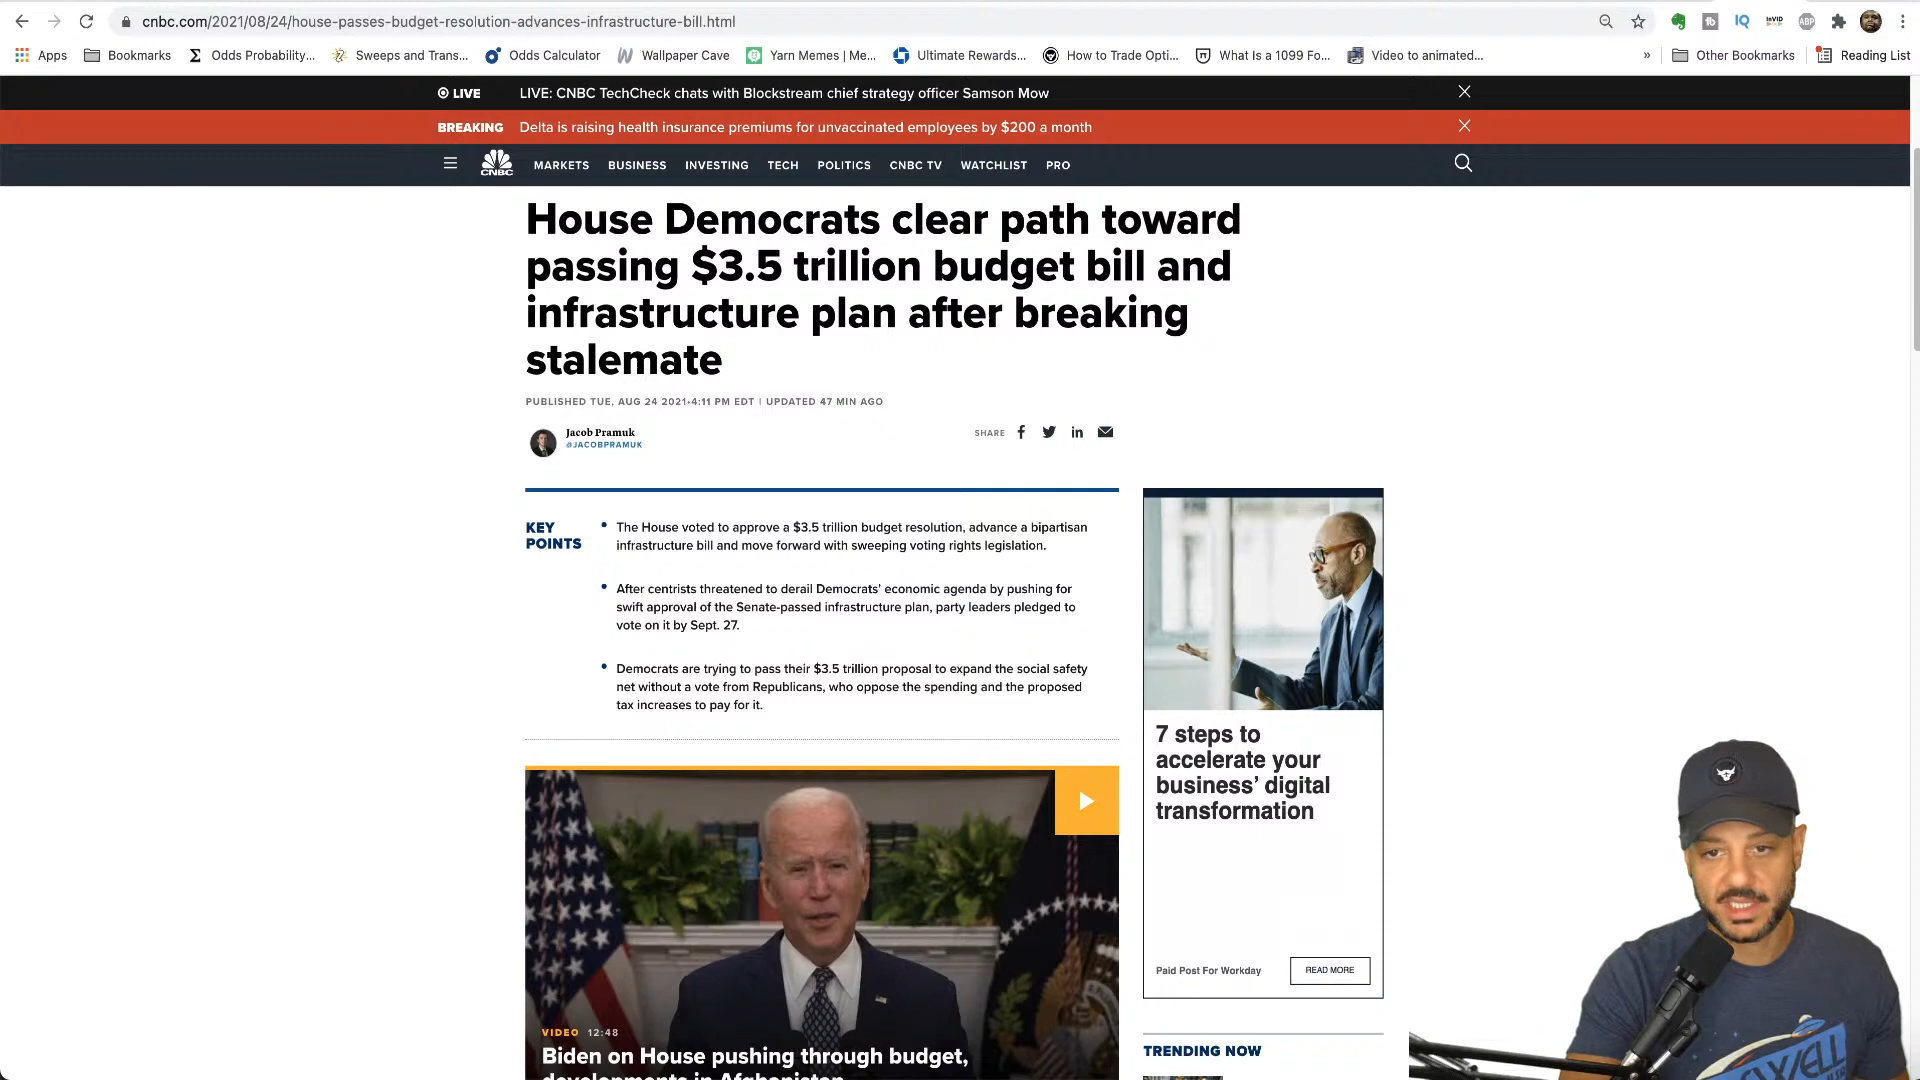 cnbc.com/2021/08/24/house-passes-budget-resolution-advances-infrastructure-bill.html
Apps Bookmarks Odds Probability... Sweeps and Trans... Odds Calculator Wallpaper Cave Yarn Memes | Me... Ultimate Rewards... How to Trade Opti... What Is a 1099 Fo... Video to animated... » Other Bookmarks Reading List
LIVE LIVE: CNBC TechCheck chats with Blockstream chief strategy officer Samson Mow
BREAKING Delta is raising health insurance premiums for unvaccinated employees by $200 a month
CNBC MARKETS BUSINESS INVESTING TECH POLITICS CNBC TV WATCHLIST PRO
House Democrats clear path toward
passing $3.5 trillion budget bill and
infrastructure plan after breaking
stalemate
PUBLISHED TUE, AUG 24 2021•4:11 PM EDT | UPDATED 47 MIN AGO
Jacob Pramuk
@JACOBPRAMUK
SHARE
KEY
POINTS
The House voted to approve a $3.5 trillion budget resolution, advance a bipartisan
infrastructure bill and move forward with sweeping voting rights legislation.
After centrists threatened to derail Democrats' economic agenda by pushing for
swift approval of the Senate-passed infrastructure plan, party leaders pledged to
vote on it by Sept. 27.
Democrats are trying to pass their $3.5 trillion proposal to expand the social safety
net without a vote from Republicans, who oppose the spending and the proposed
tax increases to pay for it.
VIDEO 12:48
Biden on House pushing through budget,
developments in Afghanistan
7 steps to
accelerate your
business' digital
transformation
Paid Post For Workday READ MORE
TRENDING NOW